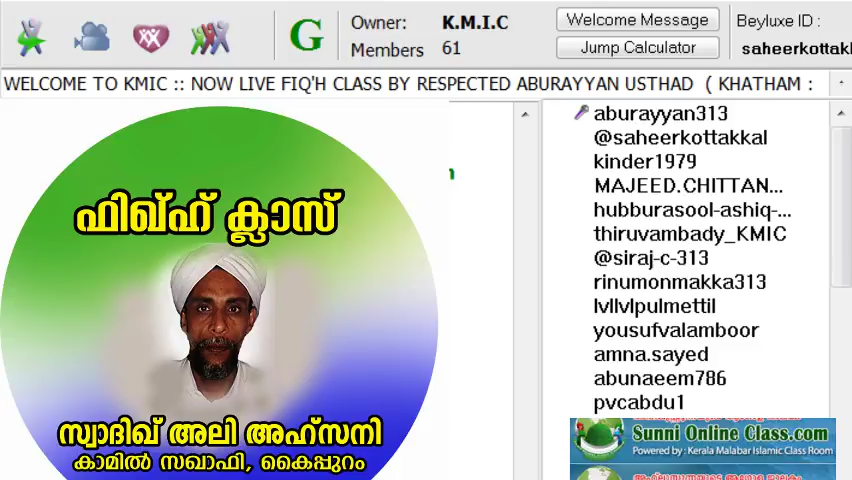 Owner: K.M.I.C
Members 61
Welcome Message
Jump Calculator
Beyluxe ID :
saheerkottakk
WELCOME TO KMIC :: NOW LIVE FIQ'H CLASS BY RESPECTED ABURAYYAN USTHAD ( KHATHAM :
ഫിഖ്ഹ് ക്ലാസ്
സ്വാദിഖ് അലി അഹ്സനി
കാമിൽ സഖാഫി, കൈപ്പുറം
aburayyan313
@saheerkottakkal
kinder1979
MAJEED.CHITTAN...
hubburasool-ashiq-...
thiruvambady_KMIC
@siraj-c-313
rinumonmakka313
lvllvlpulmettil
yousufvalamboor
amna.sayed
abunaeem786
pvcabdu1
Sunni Online Class.com
Powered by: Kerala Malabar Islamic Class Room